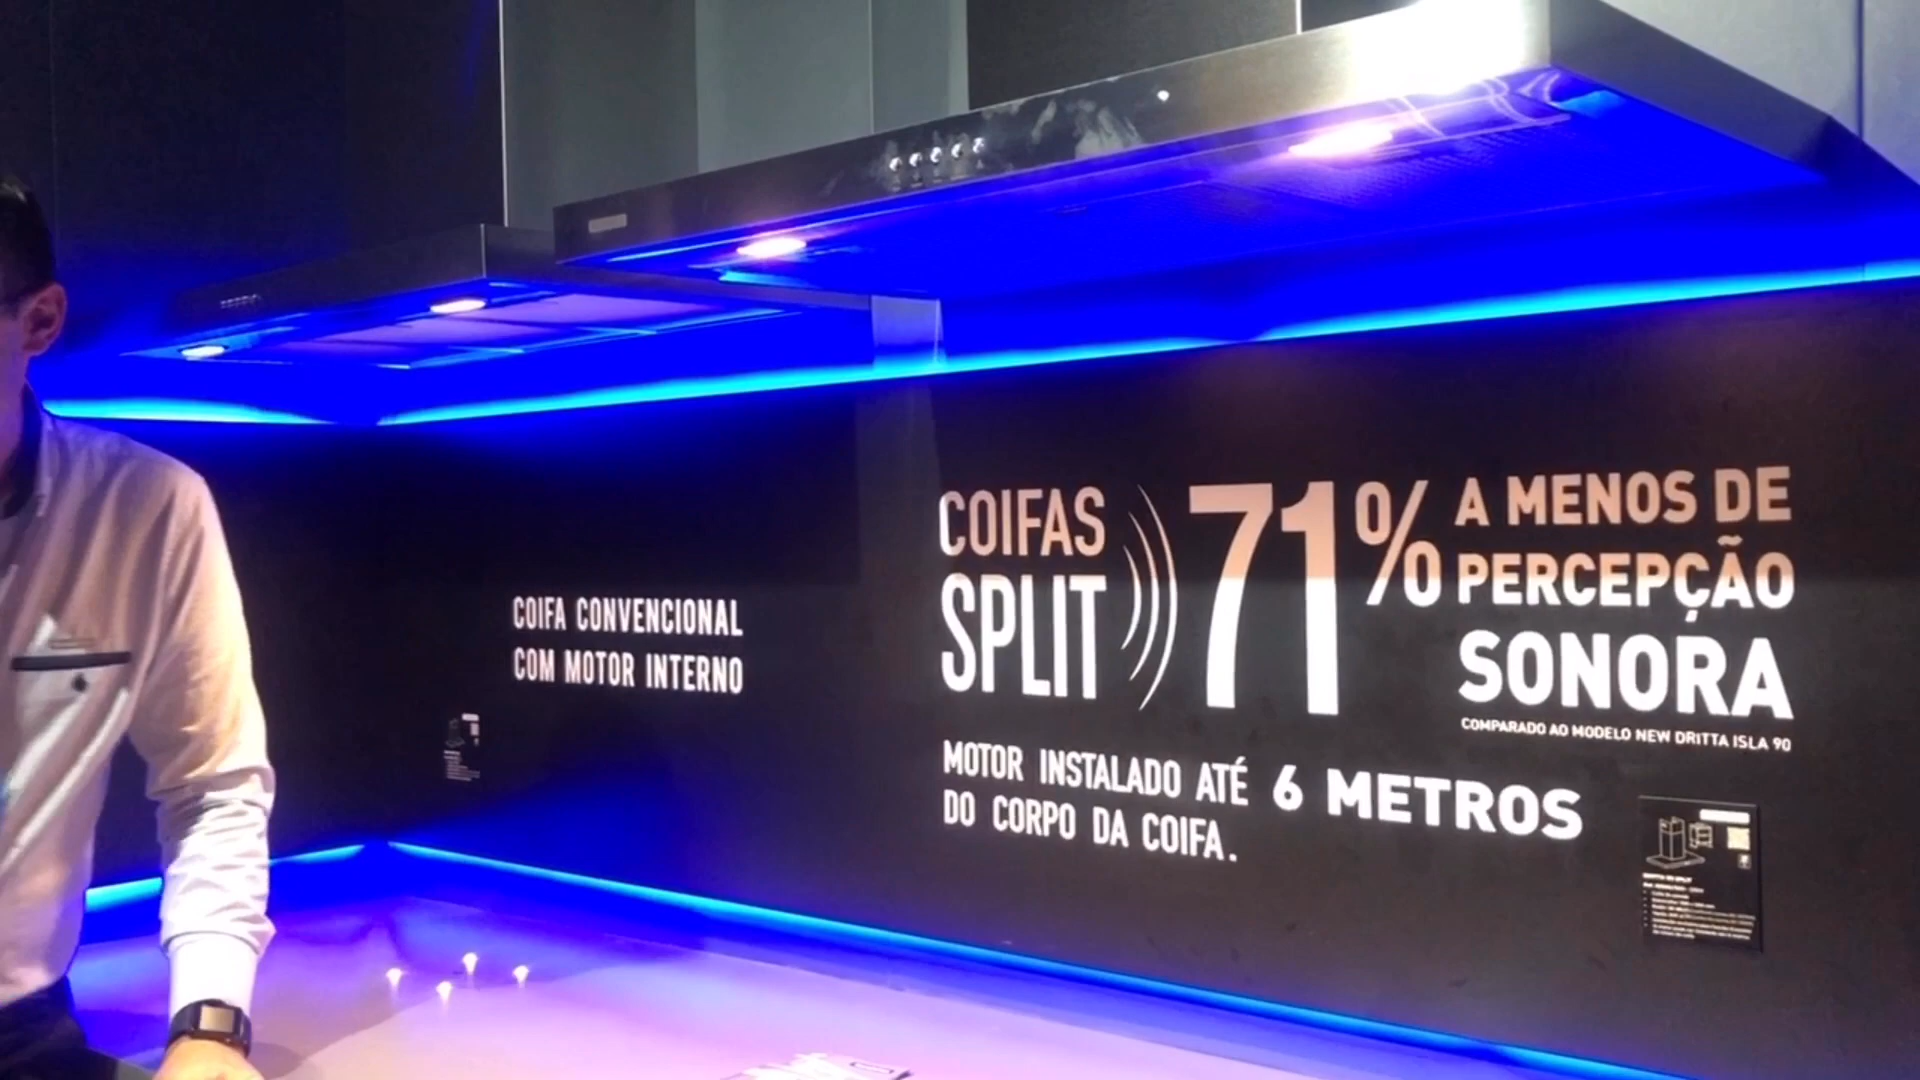 COIFA CONVENCIONAL
COM MOTOR INTERNO
COIFAS
SPLIT
71%
A MENOS DE
PERCEPÇÃO
SONORA
COMPARADO AO MODELO NEW DRITTA ISLA 90
MOTOR INSTALADO ATÉ 6 METROS
DO CORPO DA COIFA.